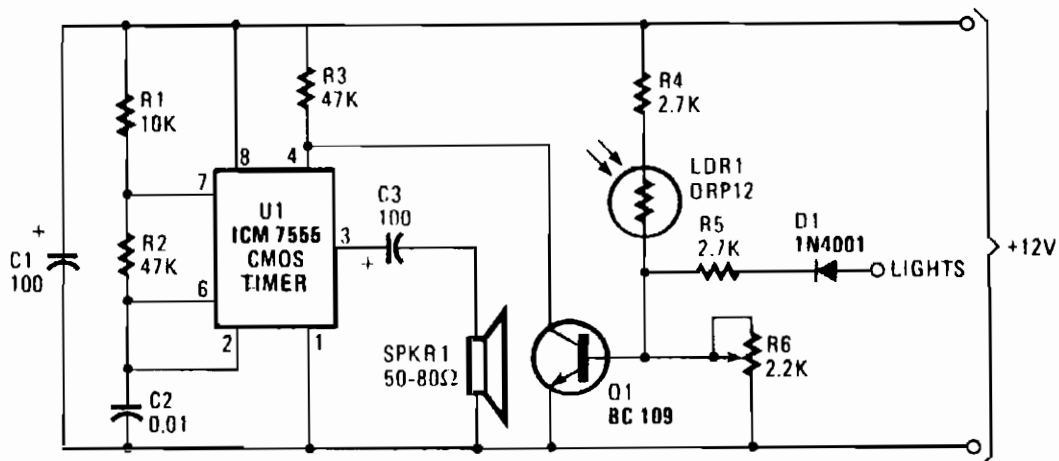 R1
10K
R3
47K
R4
2.7K
8
4
7
LDR1
ORP12
C3
100
+
U1
ICM 7555
CMOS
TIMER
3
R5
2.7K
D1
1N4001
+
C1
100
R2
47K
LIGHTS
+12V
6
2
1
SPKR1
50-80Ω
R6
2.2K
Q1
BC 109
C2
0.01